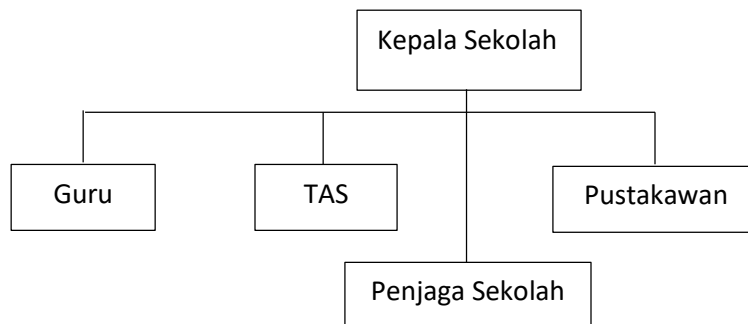 Kepala Sekolah
Guru
TAS
Pustakawan
Penjaga Sekolah